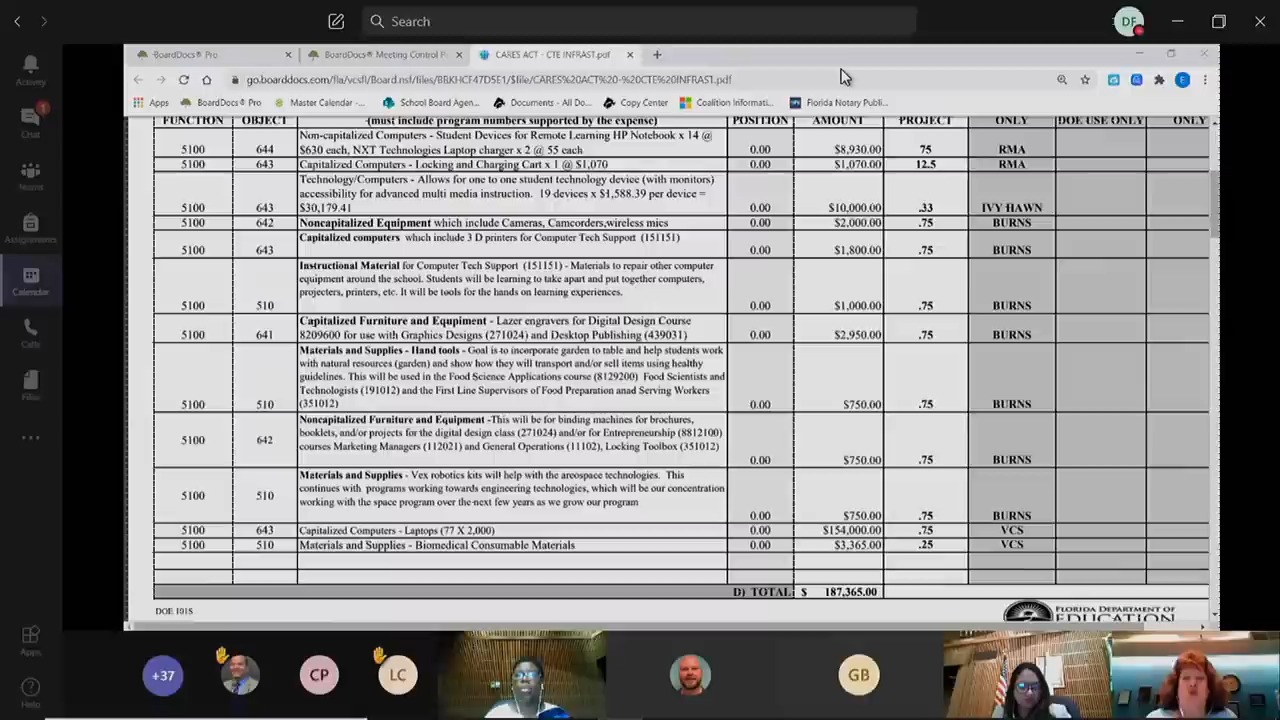 Search
DF
Activity
Chat
1
Teams
Assignments
Calendar
Calls
Files
Apps
Help
BoardDocs® Pro
BoardDocs® Meeting Control P
CARES ACT - CTE INFRAST.pdf
Apps
BoardDocs® Pro
Master Calendar -...
School Board Agen...
Documents - All Do...
Copy Center
Coalition Informati...
Florida Notary Publi...
FUNCTION OBJECT (must include program numbers supported by the expense) POSITION AMOUNT PROJECT ONLY DOE USE ONLY ONLY
Non-capitalized Computers - Student Devices for Remote Learning HP Notebook x 14 @
5100 644 $630 each, NXT Technologies Laptop charger x 2 @ 55 each 0.00 $8,930.00 75 RMA
5100 643 Capitalized Computers - Locking and Charging Cart x 1 @ $1,070 0.00 $1,070.00 12.5 RMA
Technology/Computers - Allows for one to one student technology device (with monitors)
accessibility for advanced multi media instruction. 19 devices x $1,588.39 per device =
5100 643 $30,179.41 0.00 $10,000.00 .33 IVY HAWN
5100 642 Noncapitalized Equipment which include Cameras, Camcorders,wireless mics 0.00 $2,000.00 .75 BURNS
Capitalized computers which include 3 D printers for Computer Tech Support (151151)
5100 643 0.00 $1,800.00 .75 BURNS
Instructional Material for Computer Tech Support (151151) - Materials to repair other computer
equipment around the school. Students will be learning to take apart and put together computers,
projecters, printers, etc. It will be tools for the hands on learning experiences.
5100 510 0.00 $1,000.00 .75 BURNS
Capitalized Furniture and Equpiment - Lazer engravers for Digital Design Course
5100 641 8209600 for use with Graphics Designs (271024) and Desktop Publishing (439031) 0.00 $2,950.00 .75 BURNS
Materials and Supplies - Hand tools - Goal is to incorporate garden to table and help students work
with natural resources (garden) and show how they will transport and/or sell items using healthy
guidelines. This will be used in the Food Science Applications course (8129200) Food Scientists and
Technologists (191012) and the First Line Supervisors of Food Preparation anad Serving Workers
5100 510 (351012) 0.00 $750.00 .75 BURNS
Noncapitalized Furniture and Equipment -This will be for binding machines for brochures,
booklets, and/or projects for the digital design class (271024) and/or for Entrepreneurship (8812100)
courses Marketing Managers (112021) and General Operations (11102), Locking Toolbox (351012)
5100 642 0.00 $750.00 .75 BURNS
Materials and Supplies - Vex robotics kits will help with the areospace technologies. This
continues with programs working towards engineering technologies, which will be our concentration
working with the space program over the next few years as we grow our program
5100 510 0.00 $750.00 .75 BURNS
5100 643 Capitalized Computers - Laptops (77 X 2,000) 0.00 $154,000.00 .75 VCS
5100 510 Materials and Supplies - Biomedical Consumable Materials 0.00 $3,365.00 .25 VCS
D) TOTAL $ 187,365.00
DOE 101S
FLORIDA DEPARTMENT OF
EDUCATION
+37
CP
LC
GB